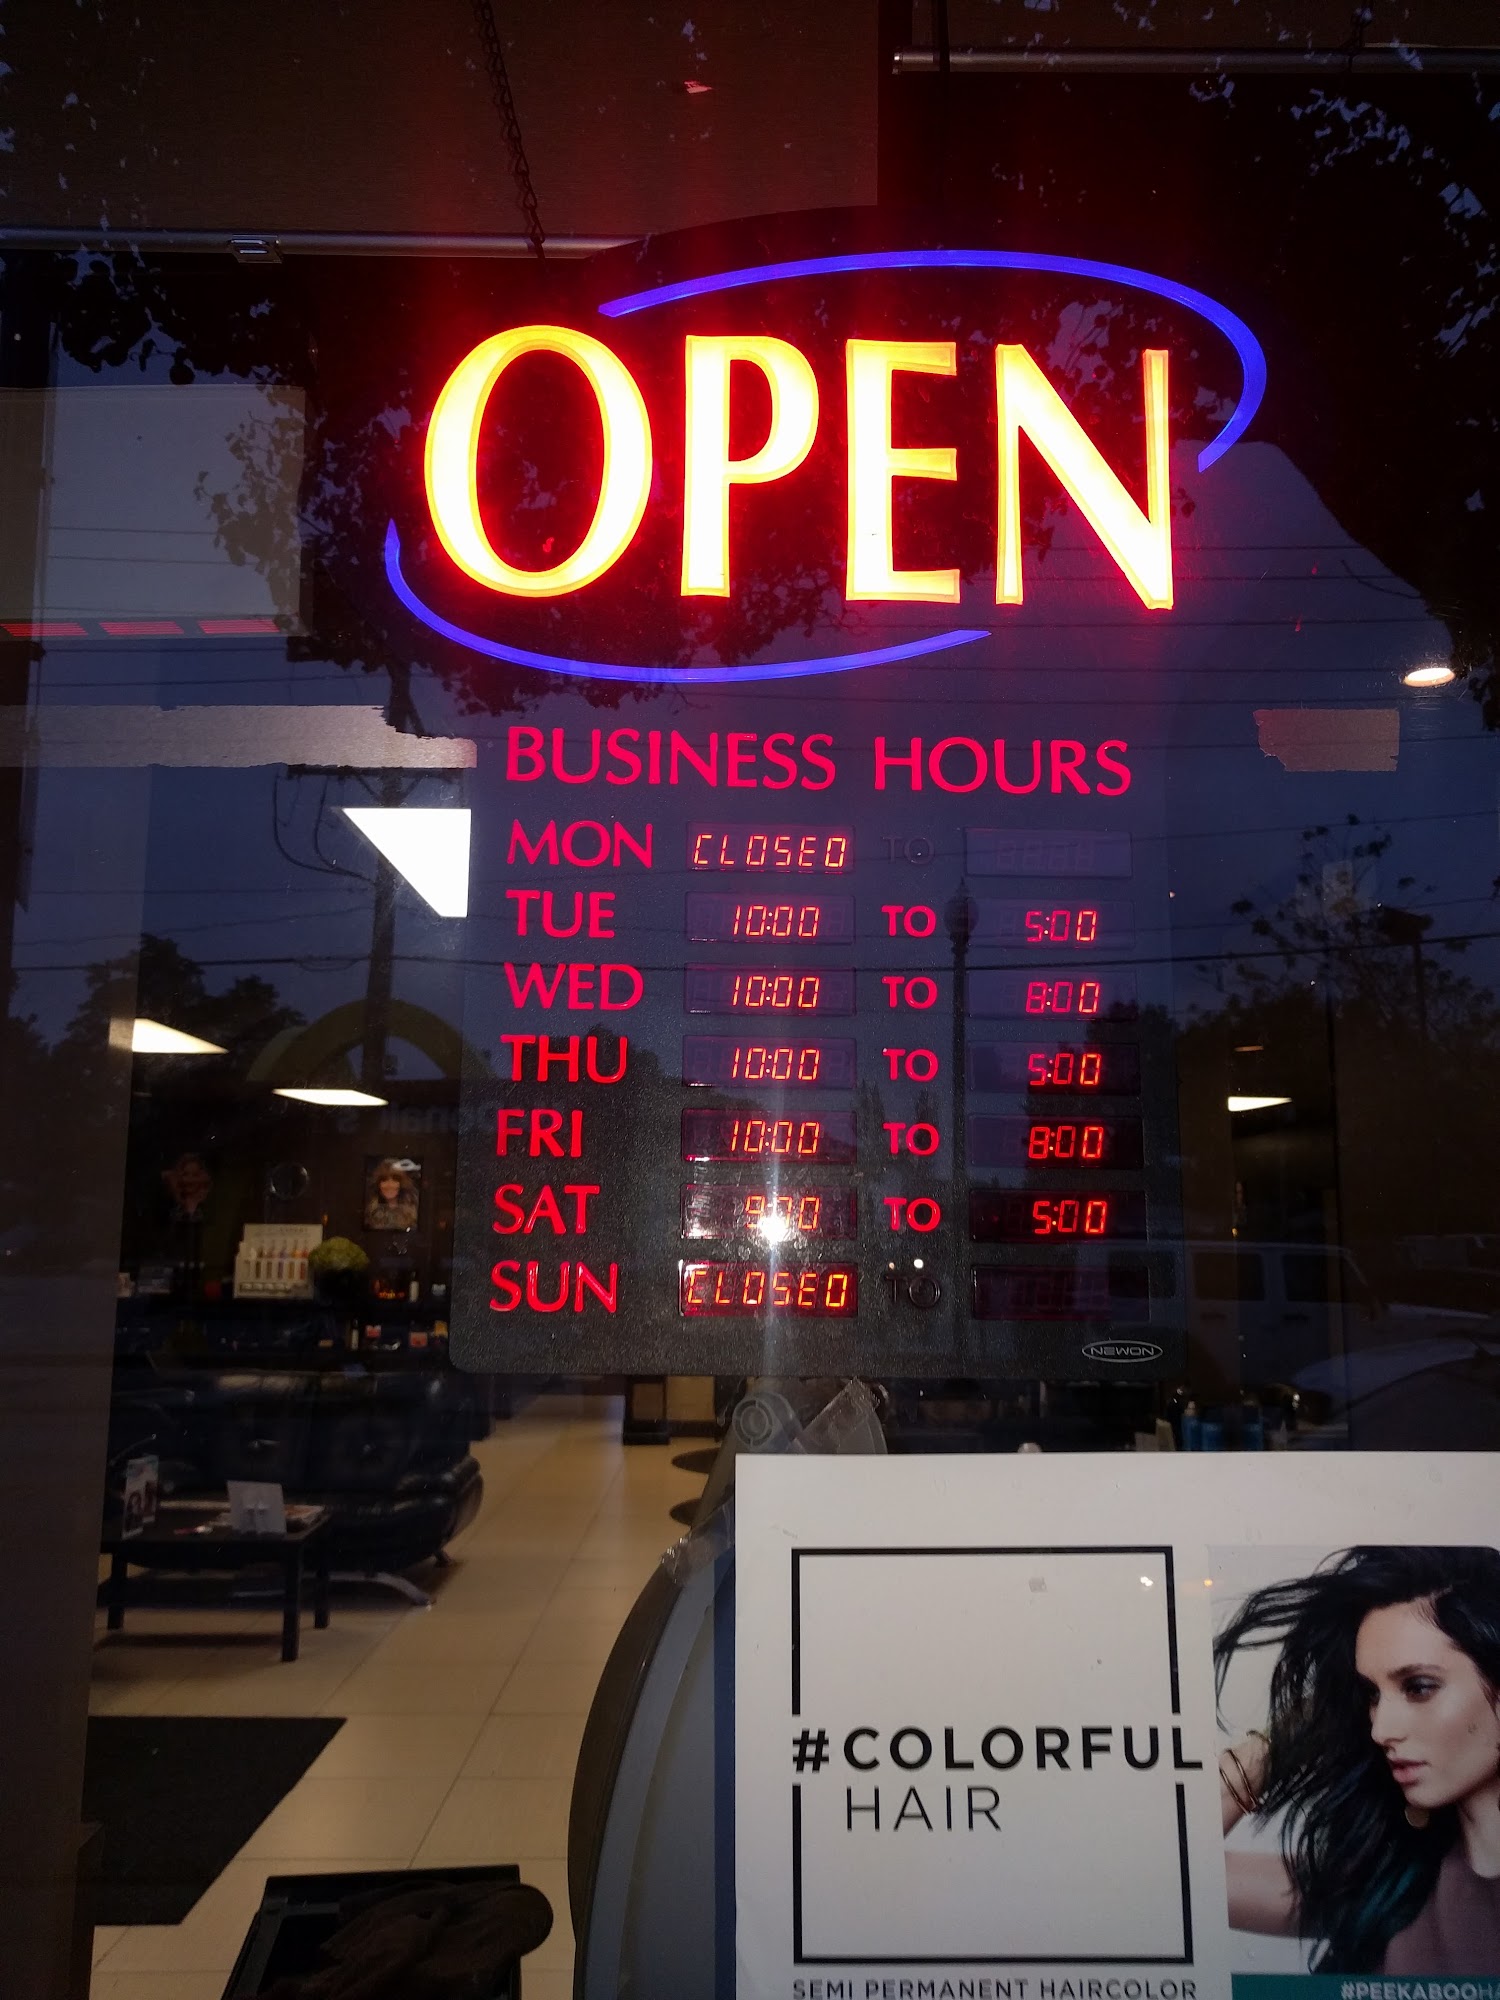 OPEN
BUSINESS HOURS
MON CLOSED TO
TUE 10:00 TO 5:00
WED 10:00 TO 8:00
THU 10:00 TO 5:00
FRI 10:00 TO 8:00
SAT 9:00 TO 5:00
SUN CLOSED TO
NEWON
#COLORFUL
HAIR
SEMI PERMANENT HAIRCOLOR